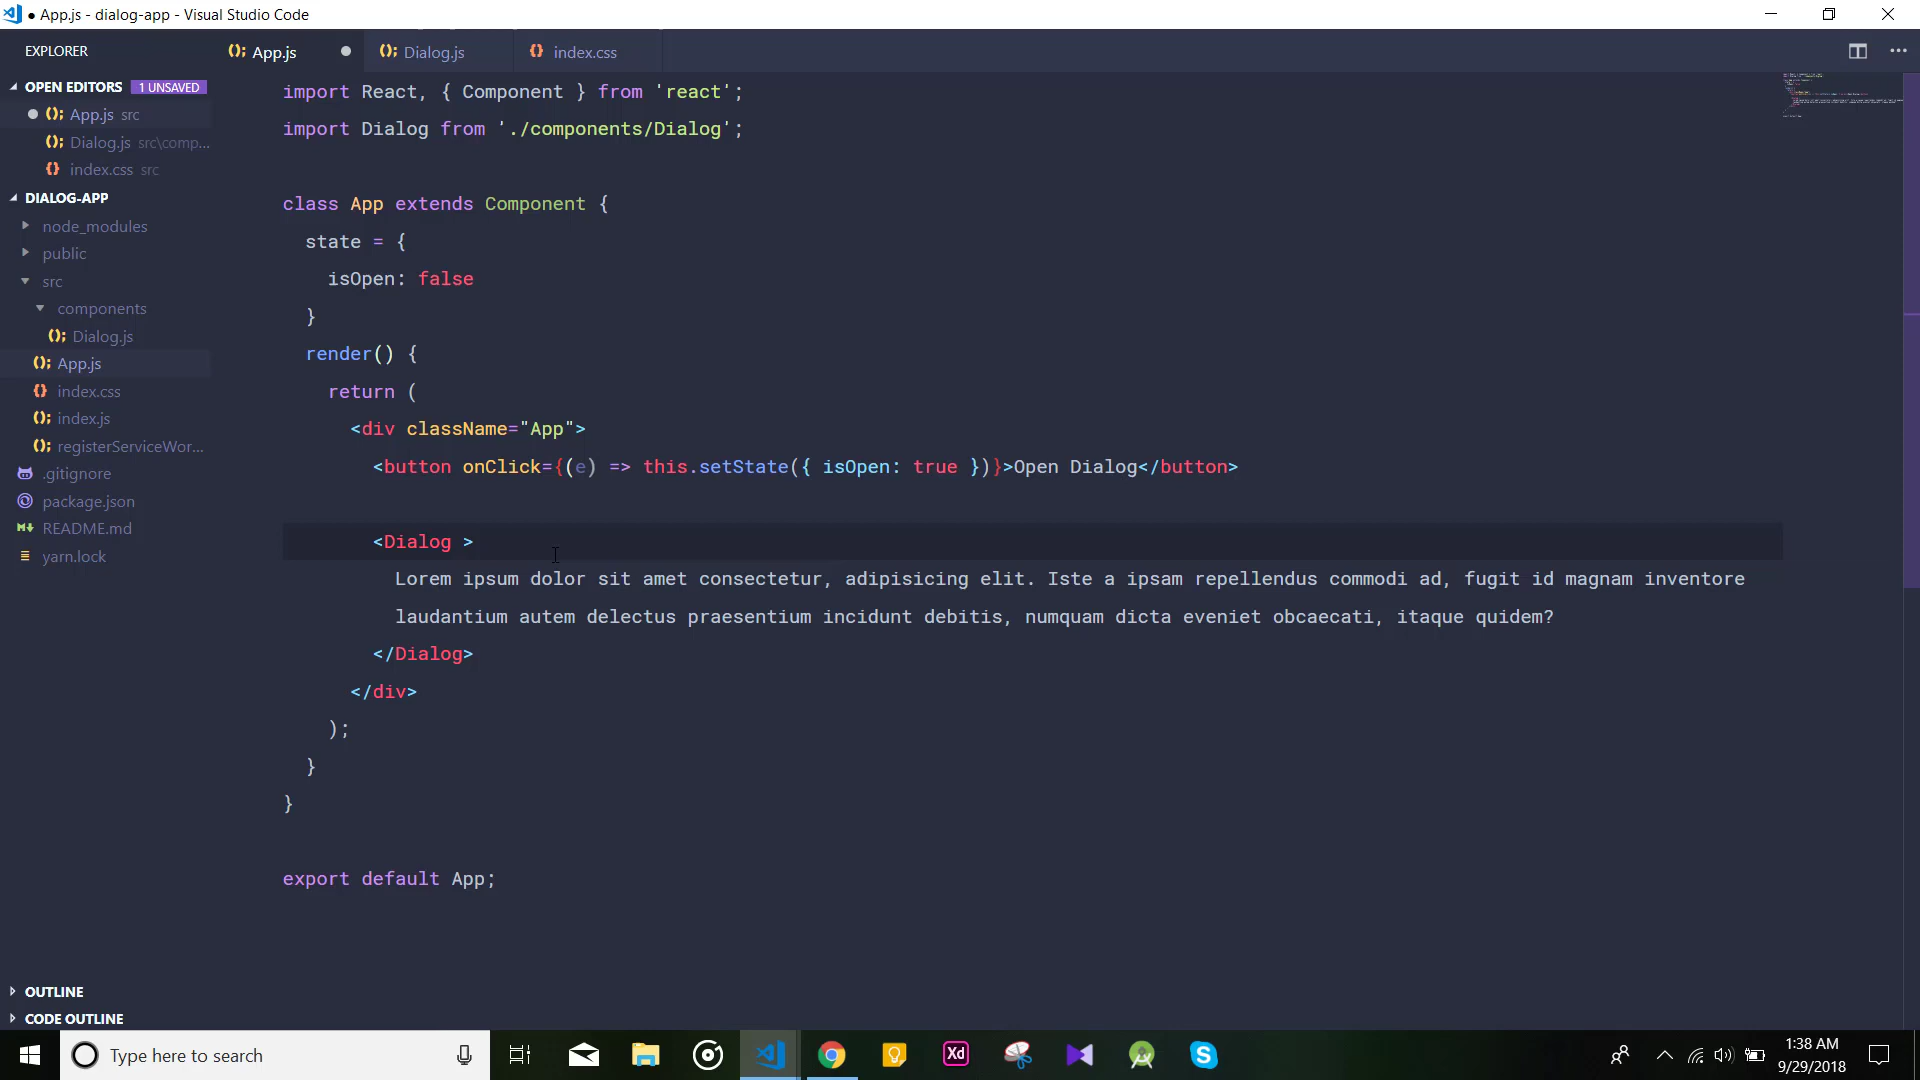 App.js - dialog-app - Visual Studio Code
EXPLORER
App.js
Dialog.js
index.css
OPEN EDITORS 1 UNSAVED
App.js src
Dialog.js src\comp...
index.css src
DIALOG-APP
node_modules
public
src
components
Dialog.js
App.js
index.css
index.js
registerServiceWor...
.gitignore
package.json
README.md
yarn.lock
import React, { Component } from 'react';
import Dialog from './components/Dialog';
class App extends Component {
state = {
isOpen: false
}
render() {
return (
<div className="App">
<button onClick={(e) => this.setState({ isOpen: true })}>Open Dialog</button>
<Dialog >
Lorem ipsum dolor sit amet consectetur, adipisicing elit. Iste a ipsam repellendus commodi ad, fugit id magnam inventore
laudantium autem delectus praesentium incidunt debitis, numquam dicta eveniet obcaecati, itaque quidem?
</Dialog>
</div>
);
}
}
export default App;
OUTLINE
CODE OUTLINE
Type here to search
Xd
1:38 AM
9/29/2018